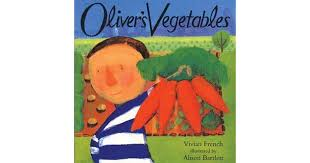 Oliver's Vegetables
Vivian French
illustrated by
Alison Bartlett